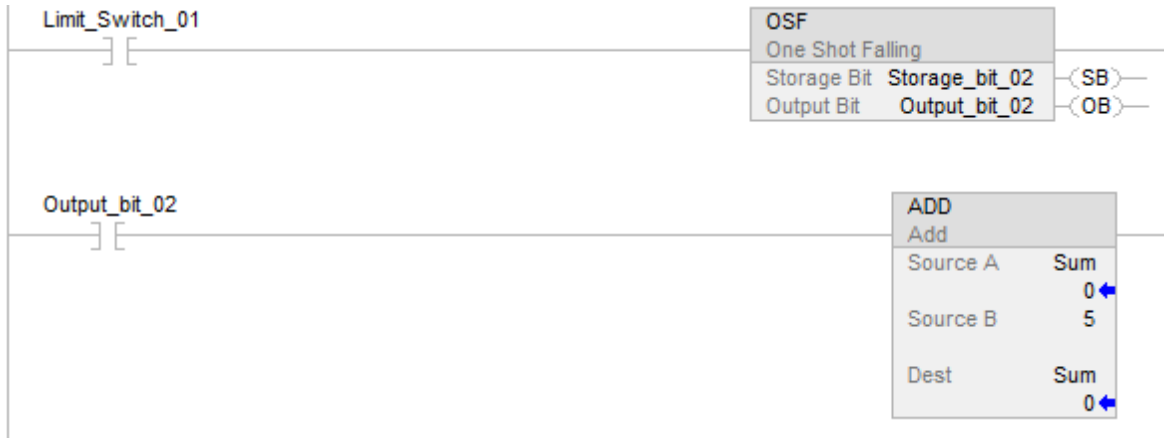 Limit_Switch_01
OSF
One Shot Falling
Storage Bit Storage_bit_02 SB
Output Bit Output_bit_02 OB
Output_bit_02
ADD
Add
Source A Sum
0
Source B 5
Dest Sum
0